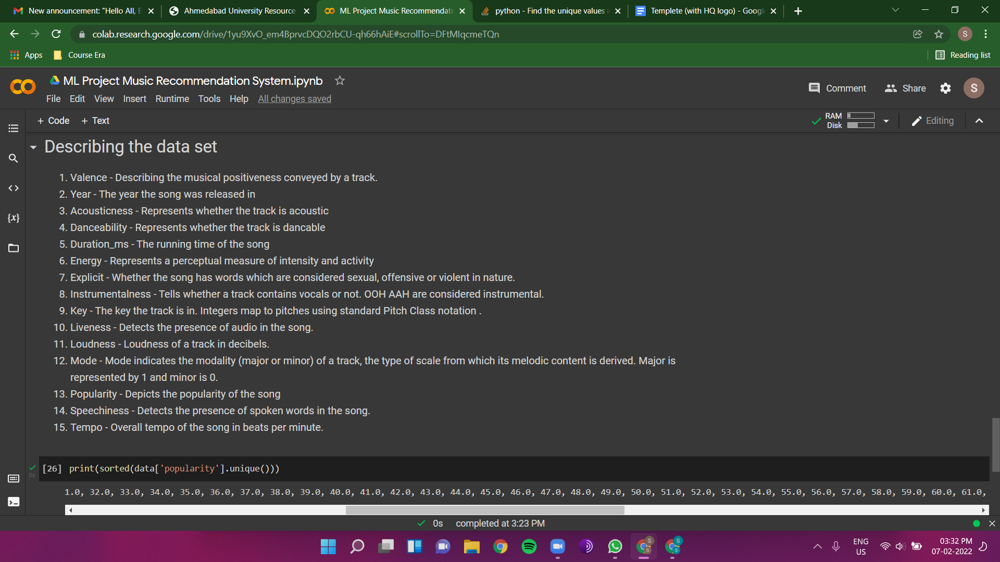 New announcement: "Hello All, E
Ahmedabad University Resource
ML Project Music Recommendati
python - Find the unique values i
Templete (with HQ logo) - Googl
colab.research.google.com/drive/1yu9XvO_em4BprvcDQO2rbCU-qh66hAiE#scrollTo=DFtMIqcmeTQn
S
Apps
Course Era
Reading list
ML Project Music Recommendation System.ipynb
Comment
Share
S
File Edit View Insert Runtime Tools Help All changes saved
+ Code + Text
RAM
Disk
Editing
Describing the data set
1. Valence - Describing the musical positiveness conveyed by a track.
2. Year - The year the song was released in
3. Acousticness - Represents whether the track is acoustic
4. Danceability - Represents whether the track is dancable
5. Duration_ms - The running time of the song
6. Energy - Represents a perceptual measure of intensity and activity
7. Explicit - Whether the song has words which are considered sexual, offensive or violent in nature.
8. Instrumentalness - Tells whether a track contains vocals or not. OOH AAH are considered instrumental.
9. Key - The key the track is in. Integers map to pitches using standard Pitch Class notation .
10. Liveness - Detects the presence of audio in the song.
11. Loudness - Loudness of a track in decibels.
12. Mode - Mode indicates the modality (major or minor) of a track, the type of scale from which its melodic content is derived. Major is
represented by 1 and minor is 0.
13. Popularity - Depicts the popularity of the song
14. Speechiness - Detects the presence of spoken words in the song.
15. Tempo - Overall tempo of the song in beats per minute.
[26] print(sorted(data['popularity'].unique()))
0s
1.0, 32.0, 33.0, 34.0, 35.0, 36.0, 37.0, 38.0, 39.0, 40.0, 41.0, 42.0, 43.0, 44.0, 45.0, 46.0, 47.0, 48.0, 49.0, 50.0, 51.0, 52.0, 53.0, 54.0, 55.0, 56.0, 57.0, 58.0, 59.0, 60.0, 61.0,
0s completed at 3:23 PM
ENG
US
03:32 PM
07-02-2022